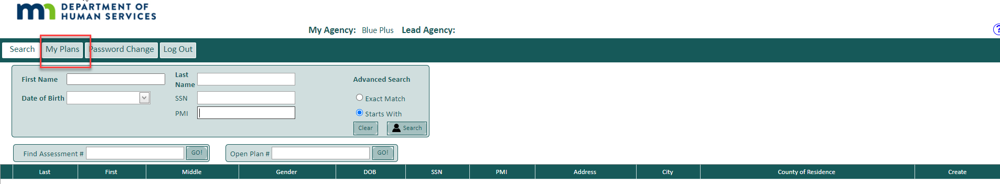 mn DEPARTMENT OF
HUMAN SERVICES
My Agency: Blue Plus Lead Agency:
?
Search My Plans Password Change Log Out
First Name Last Name Advanced Search
Date of Birth SSN Exact Match
PMI Starts With
Clear Search
Find Assessment # GO! Open Plan # GO!
Last First Middle Gender DOB SSN PMI Address City County of Residence Create